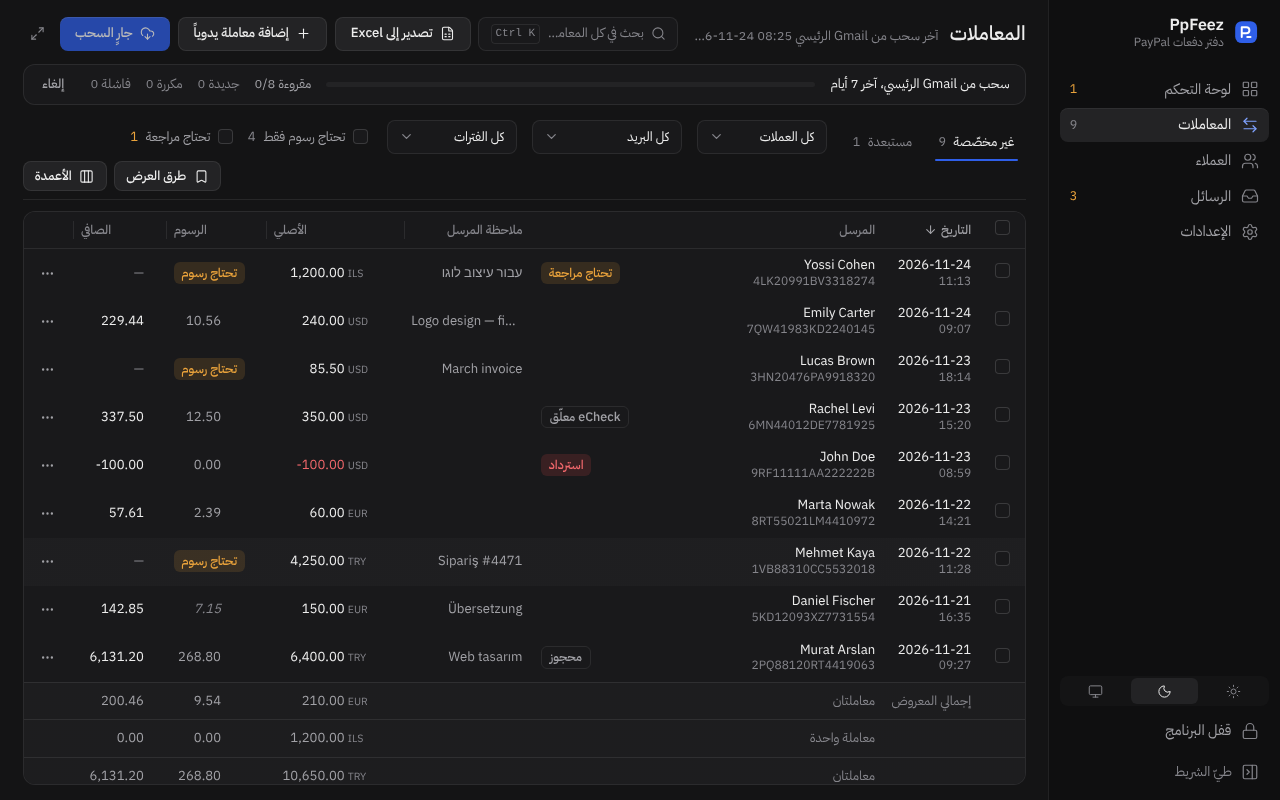 PpFeez
دفتر دفعات PayPal
لوحة التحكم 1
المعاملات 9
العملاء
الرسائل 3
الإعدادات
قفل البرنامج
طيّ الشريط
المعاملات آخر سحب من Gmail الرئيسي 08:25 6-11-24...
بحث في كل المعامد... Ctrl K
تصدير إلى Excel
إضافة معاملة يدوياً
جارٍ السحب
سحب من Gmail الرئيسي، آخر 7 أيام
مقروءة 0/8 جديدة 0 مكررة 0 فاشلة 0 إلغاء
غير مخصّصة 9 مستبعدة 1
كل العملات كل البريد كل الفترات
تحتاج رسوم فقط 4 تحتاج مراجعة 1
طرق العرض الأعمدة
التاريخ المرسل ملاحظة المرسل الأصلي الرسوم الصافي
2026-11-24 Yossi Cohen تحتاج مراجعة עבור עיצוב לוגו 1,200.00 ILS تحتاج رسوم — ...
11:13 4LK20991BV3318274
2026-11-24 Emily Carter Logo design — fi... 240.00 USD 10.56 229.44 ...
09:07 7QW41983KD2240145
2026-11-23 Lucas Brown March invoice 85.50 USD تحتاج رسوم — ...
18:14 3HN20476PA9918320
2026-11-23 Rachel Levi eCheck معلّق 350.00 USD 12.50 337.50 ...
15:20 6MN44012DE7781925
2026-11-23 John Doe استرداد -100.00 USD 0.00 -100.00 ...
08:59 9RF11111AA222222B
2026-11-22 Marta Nowak 60.00 EUR 2.39 57.61 ...
14:21 8RT55021LM4410972
2026-11-22 Mehmet Kaya Sipariş #4471 4,250.00 TRY تحتاج رسوم — ...
11:28 1VB88310CC5532018
2026-11-21 Daniel Fischer Übersetzung 150.00 EUR 7.15 142.85 ...
16:35 5KD12093XZ7731554
2026-11-21 Murat Arslan محجوز Web tasarım 6,400.00 TRY 268.80 6,131.20 ...
09:27 2PQ88120RT4419063
إجمالي المعروض معاملتان 210.00 EUR 9.54 200.46
معاملة واحدة 1,200.00 ILS 0.00 0.00
معاملتان 10,650.00 TRY 268.80 6,131.20